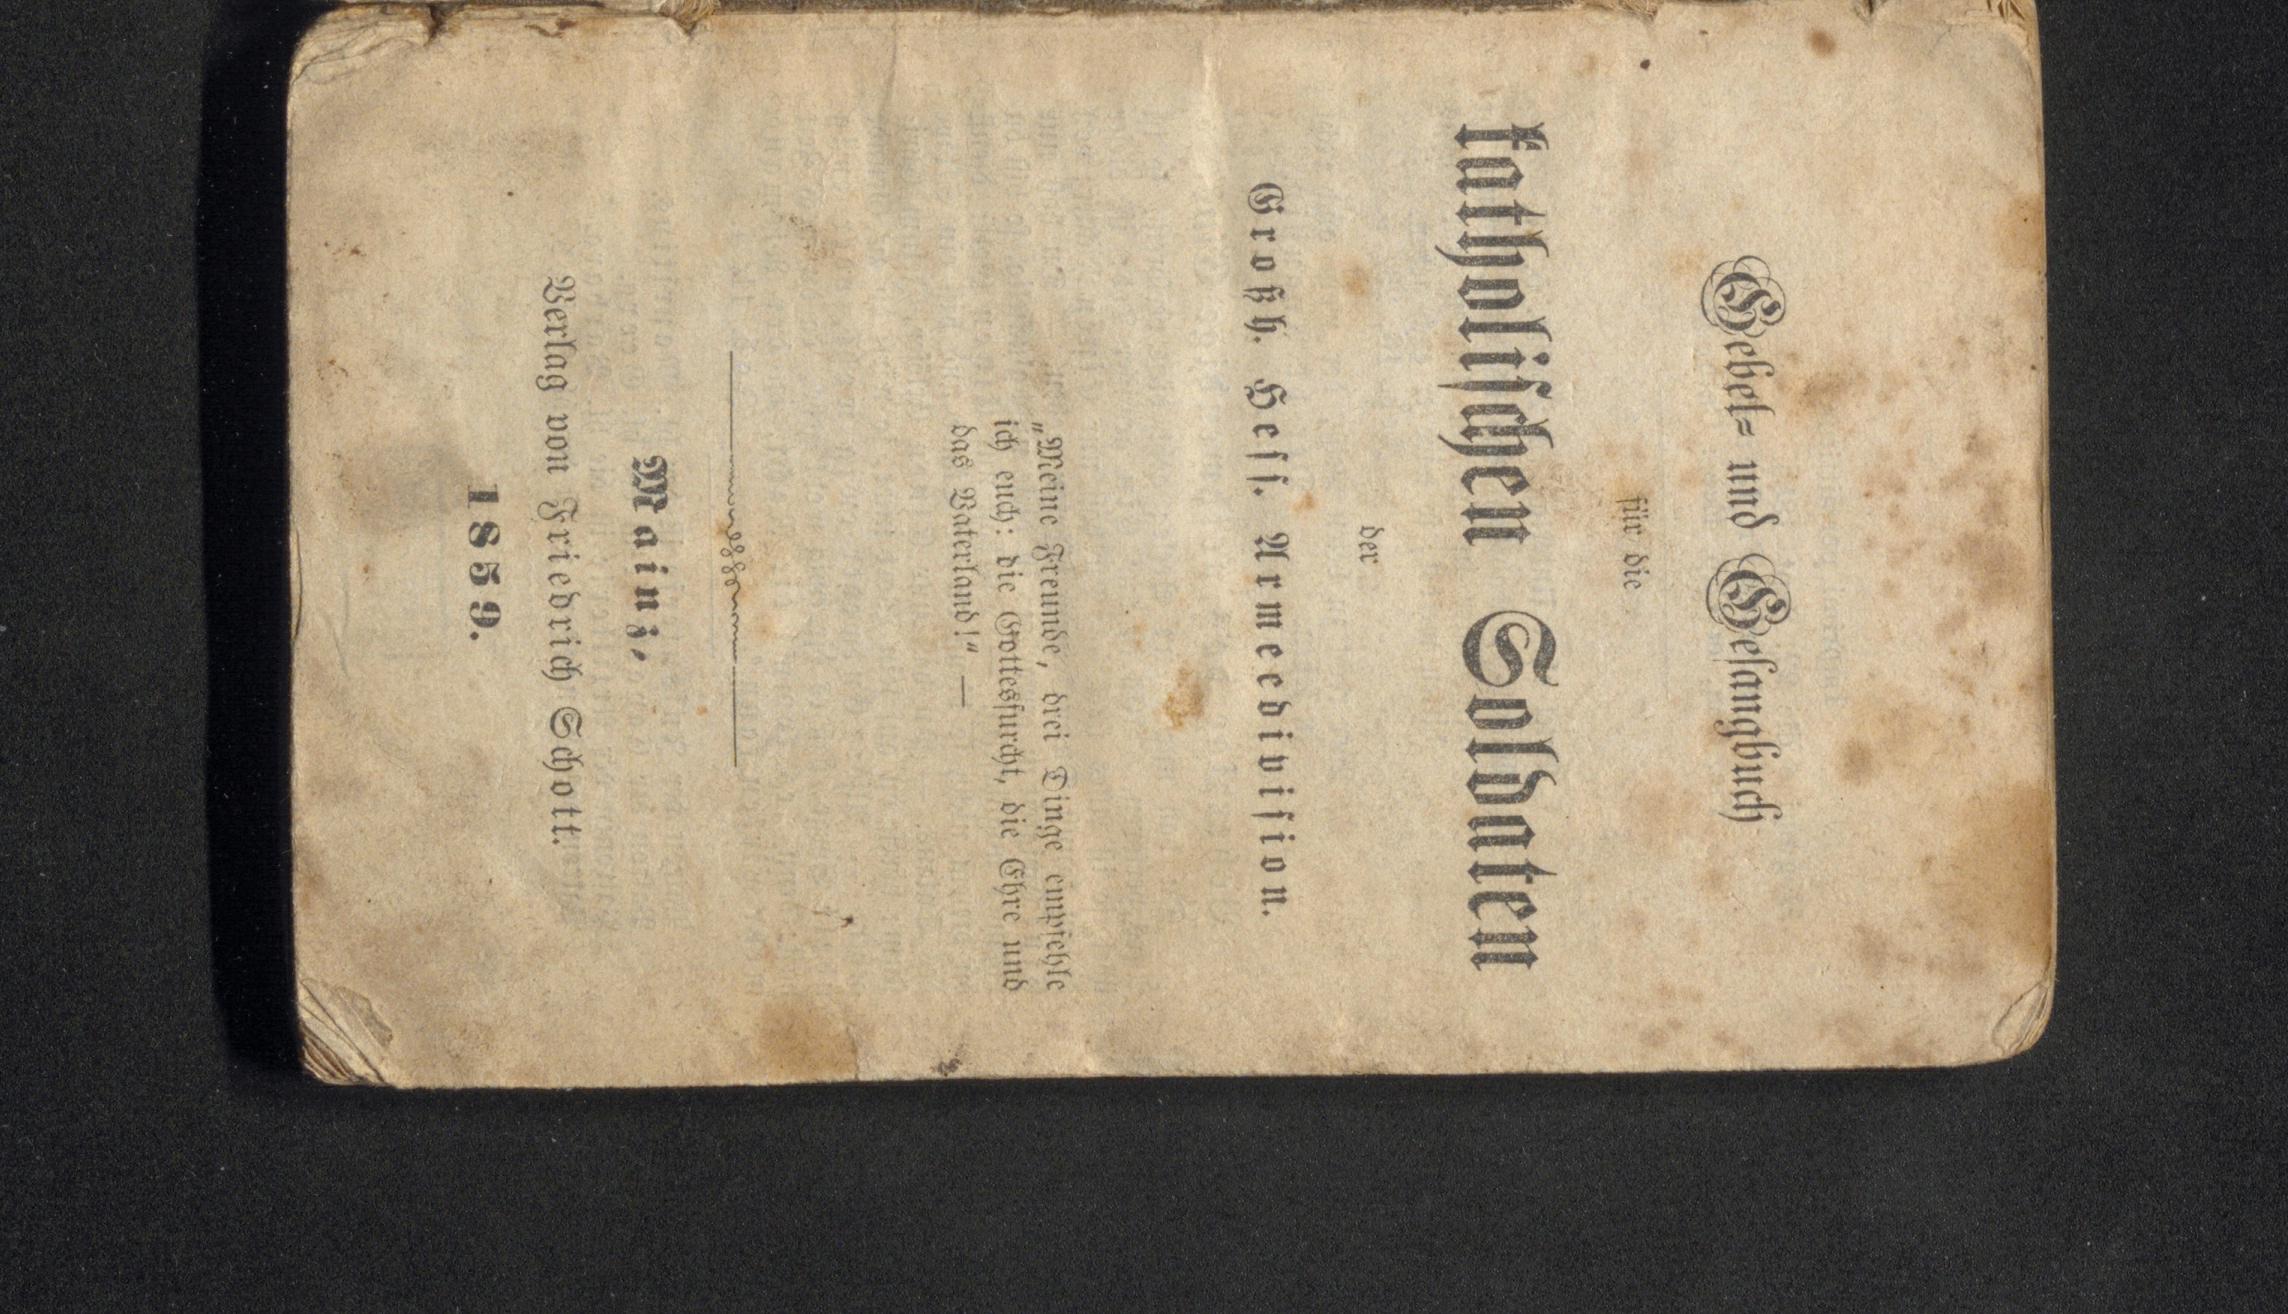 Gebet- und Gesangbuch
für die
katholischen Soldaten
der
Großh. Hess. Armeedivision.
„Meine Freunde, drei Dinge empfehle
ich euch: die Gottesfurcht, die Ehre und
das Vaterland!“ —
Mainz,
Verlag von Friedrich Schott.
1859.